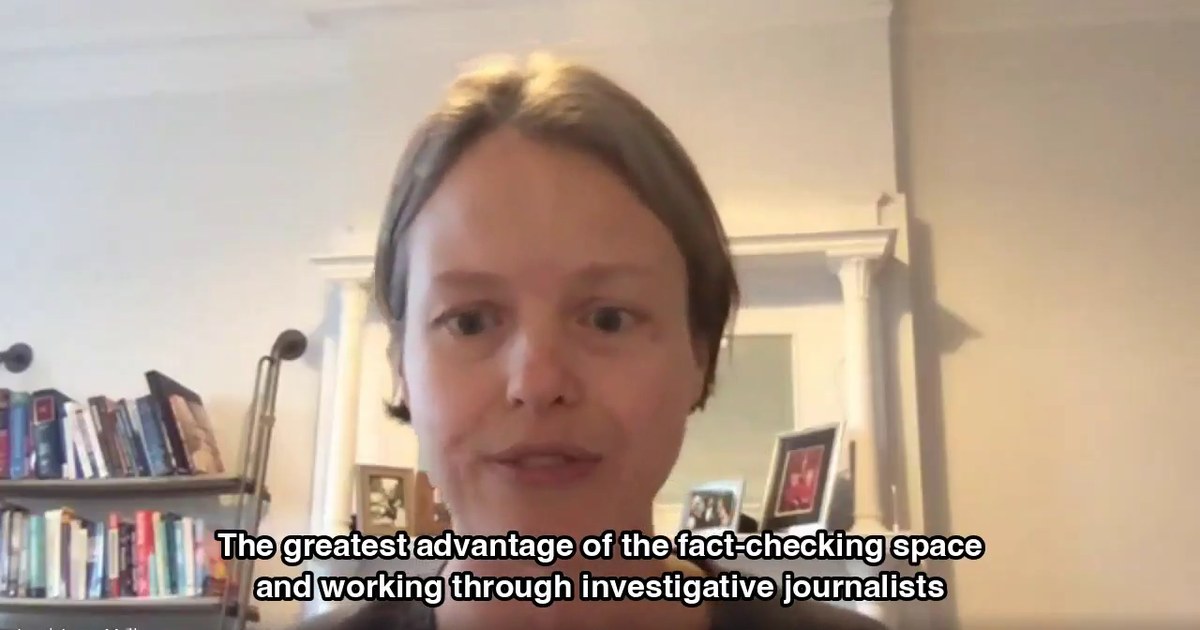 The greatest advantage of the fact-checking space
and working through investigative journalists